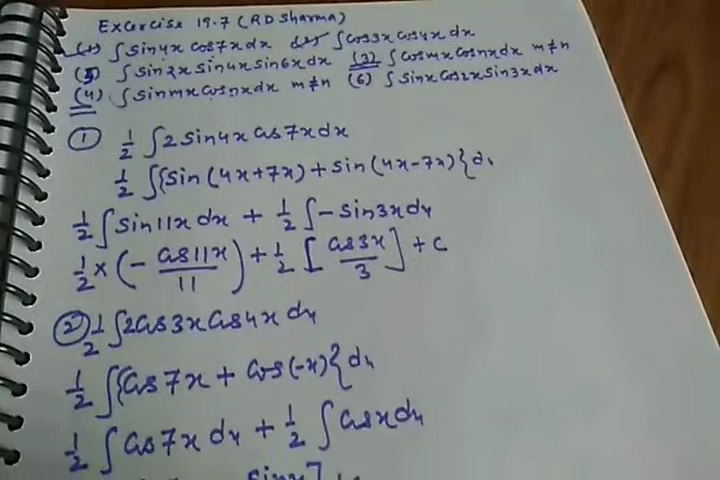 Exercise 19.7 (RD Sharma)
(1) ∫sin4x cos7x dx (2) ∫cos3x cos4x dx
(5) ∫sin2x sin4x sin6x dx (3) ∫cosmx cosnx dx m≠n
(4) ∫sinmx cosnx dx m≠n (6) ∫sinx cos2x sin3x dx
① 1/2 ∫2 sin4x cos7x dx
1/2 ∫{sin(4x+7x) + sin(4x-7x)}dx
1/2 ∫sin11x dx + 1/2 ∫-sin3x dx
1/2 × (- cos11x/11) + 1/2 [cos3x/3] + c
② 1/2 ∫2cos3x cos4x dx
1/2 ∫{cos7x + cos(-x)}dx
1/2 ∫cos7x dx + 1/2 ∫cosx dx
sinx]